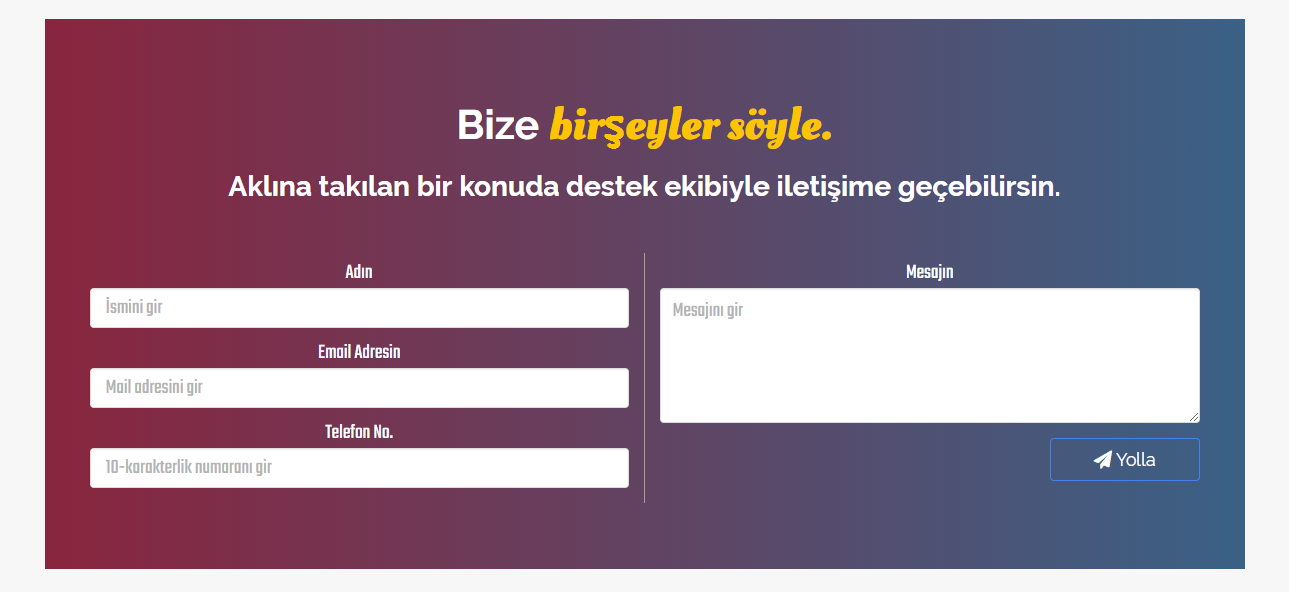 Bize birşeyler söyle.
Aklına takılan bir konuda destek ekibiyle iletişime geçebilirsin.
Adın
İsmini gir
Email Adresin
Mail adresini gir
Telefon No.
10-karakterlik numaranı gir
Mesajın
Mesajını gir
Yolla